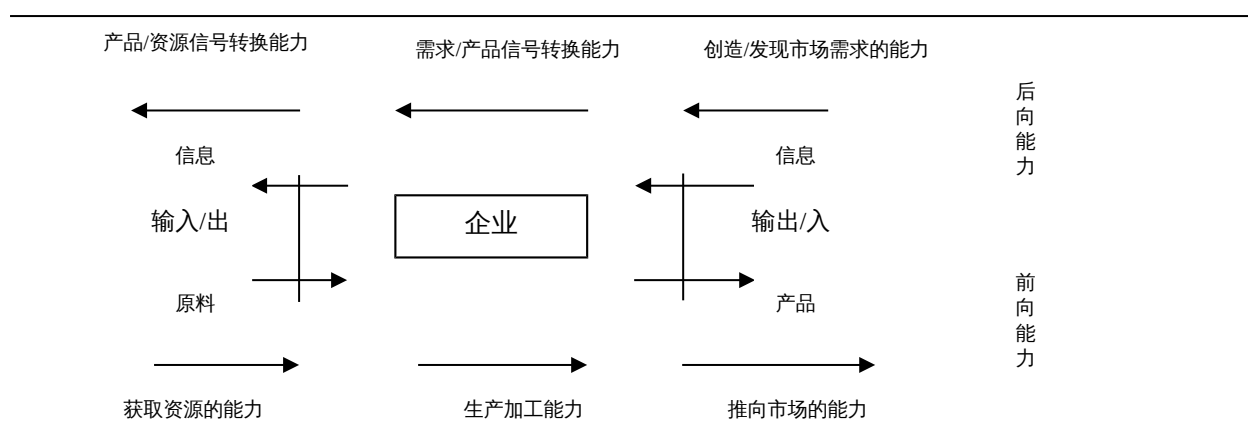 产品/资源信号转换能力
需求/产品信号转换能力
创造/发现市场需求的能力
后向能力
信息
信息
输入/出
企业
输出/入
原料
产品
前向能力
获取资源的能力
生产加工能力
推向市场的能力